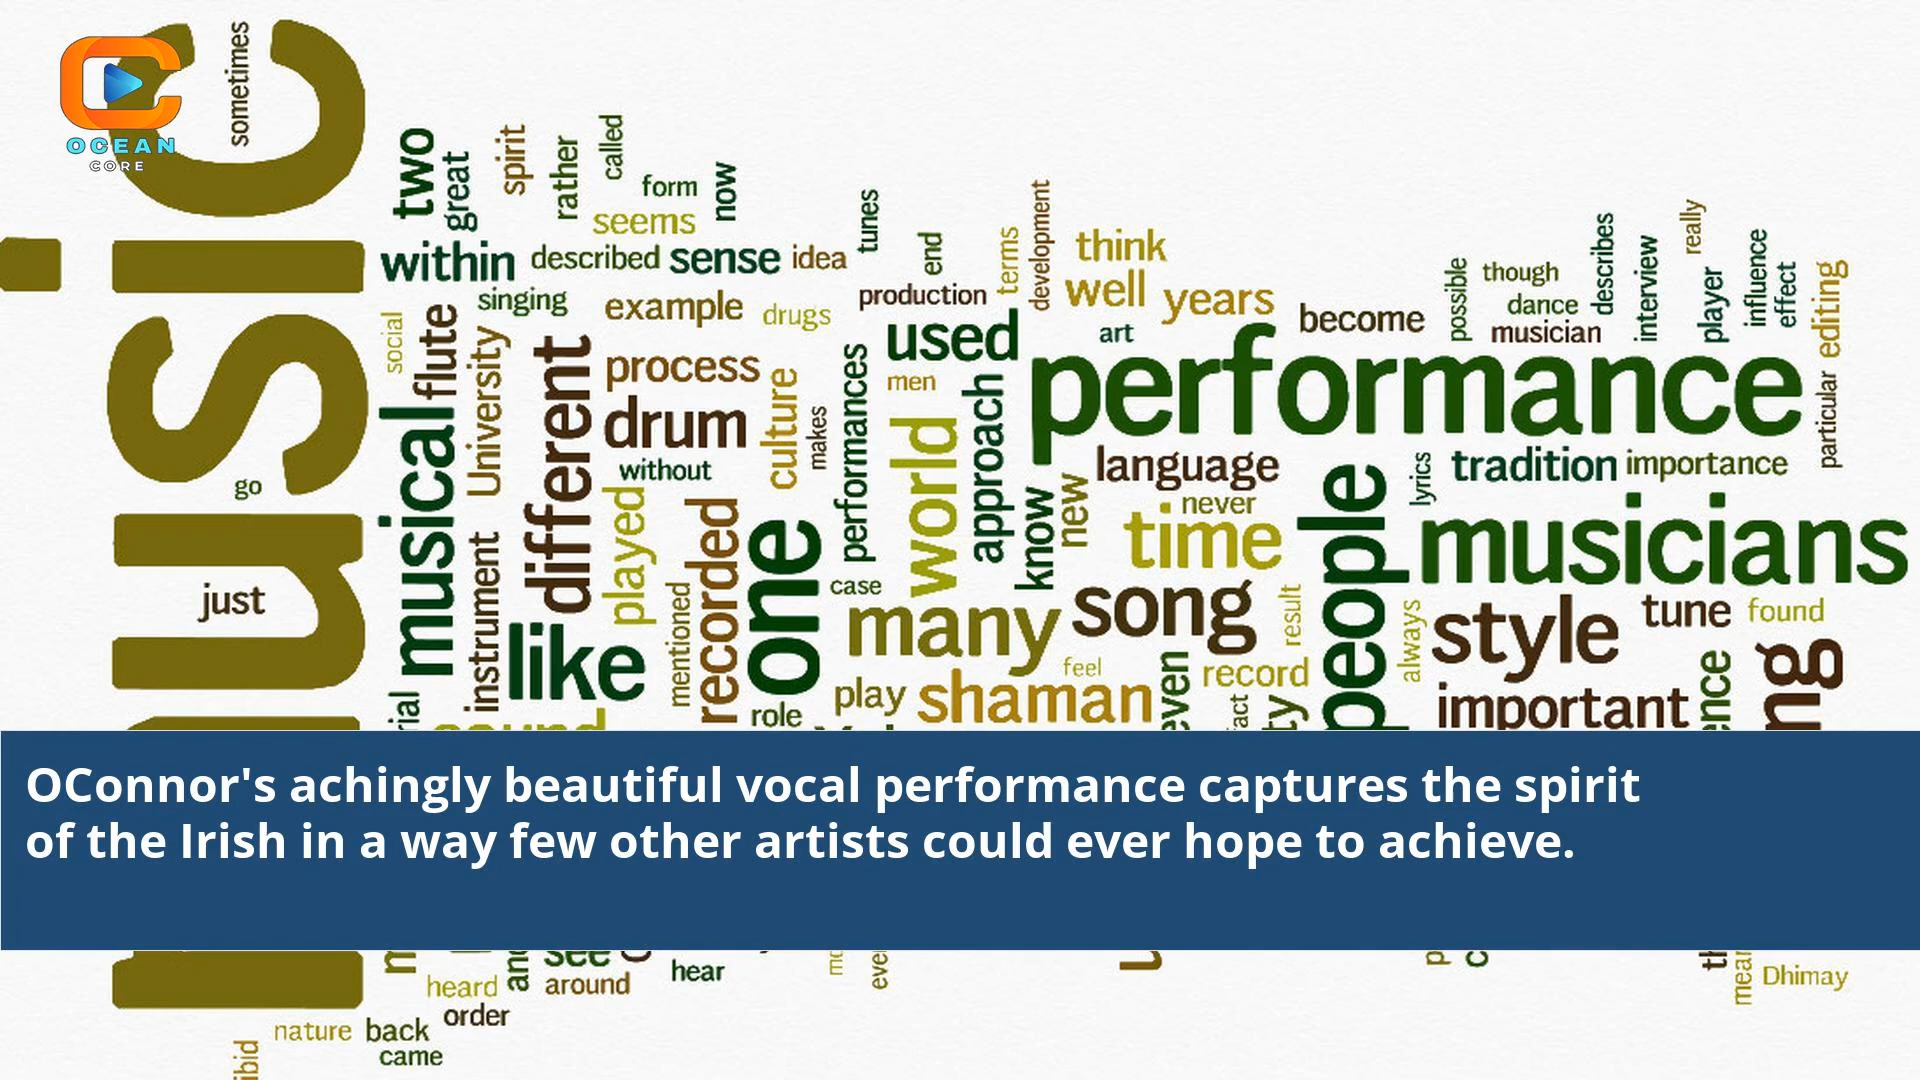 sometimes
OCEAN
CORE
two
great
spirit
rather
called
form
now
seems
within
described
sense
idea
tunes
end
terms
development
think
well
years
singing
example
drugs
production
used
art
become
possible
though
dance
musician
describes
interview
really
player
influence
effect
editing
social
flute
University
different
process
drum
culture
makes
performances
men
world
approach
performance
particular
without
language
lyrics
tradition
importance
go
musical
played
recorded
one
know
new
never
time
people
musicians
just
instrument
mentioned
case
many
song
result
always
style
tune
found
like
feel
record
play
shaman
even
fact
important
role
OConnor's achingly beautiful vocal performance captures the spirit
of the Irish in a way few other artists could ever hope to achieve.
see
hear
heard
around
order
nature
back
came
ibid
Dhimay